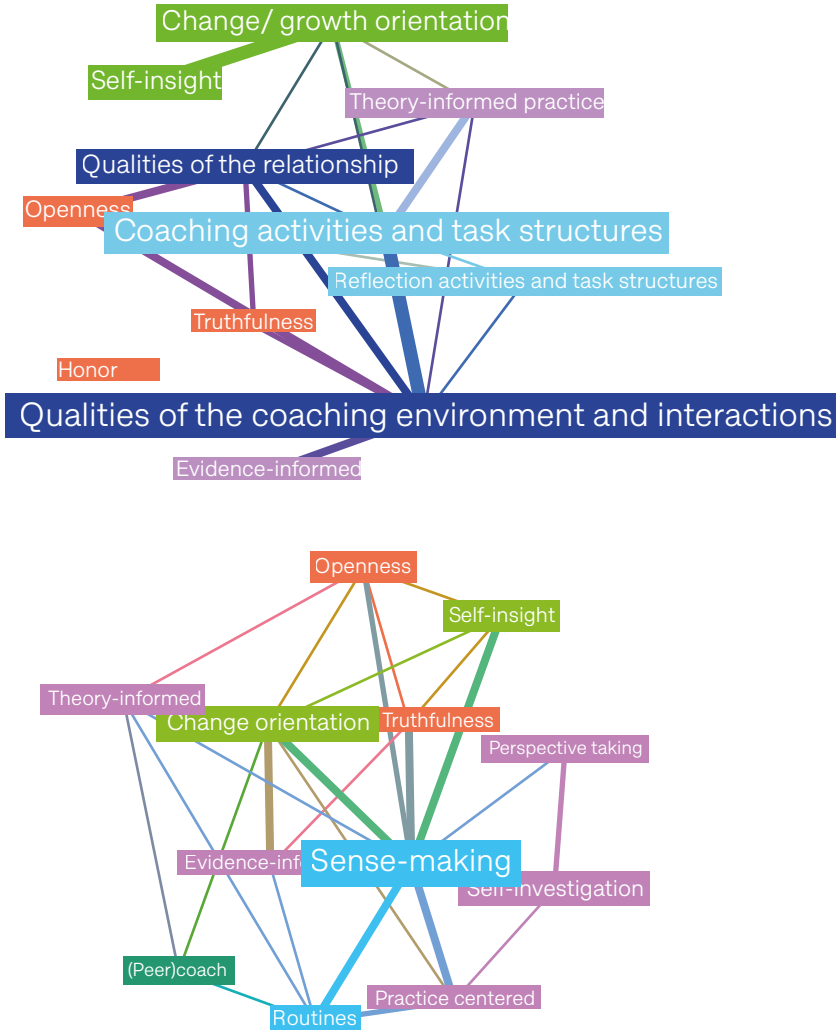 Change/ growth orientation
Self-insight
Theory-informed practice
Qualities of the relationship
Openness
Coaching activities and task structures
Reflection activities and task structures
Truthfulness
Honor
Qualities of the coaching environment and interactions
Evidence-informed
Openness
Self-insight
Theory-informed
Change orientation
Truthfulness
Perspective taking
Evidence-inf
Sense-making
Self-investigation
(Peer)coach
Practice centered
Routines